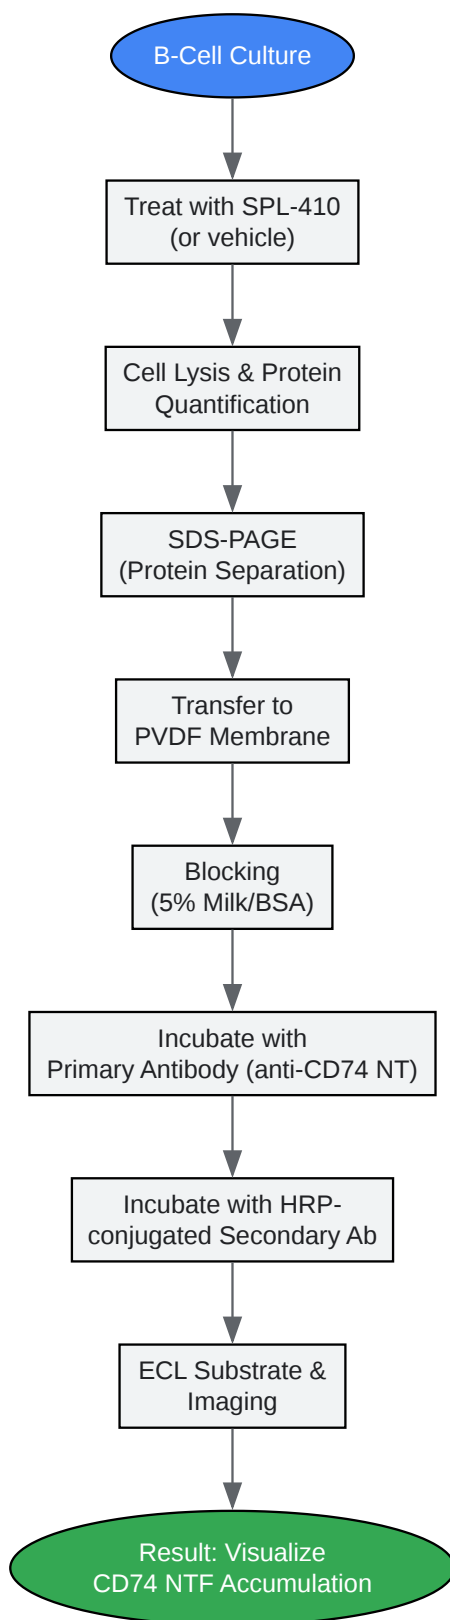 B-Cell Culture
Treat with SPL-410
(or vehicle)
Cell Lysis & Protein
Quantification
SDS-PAGE
(Protein Separation)
Transfer to
PVDF Membrane
Blocking
(5% Milk/BSA)
Incubate with
Primary Antibody (anti-CD74 NT)
Incubate with HRP-
conjugated Secondary Ab
ECL Substrate &
Imaging
Result: Visualize
CD74 NTF Accumulation